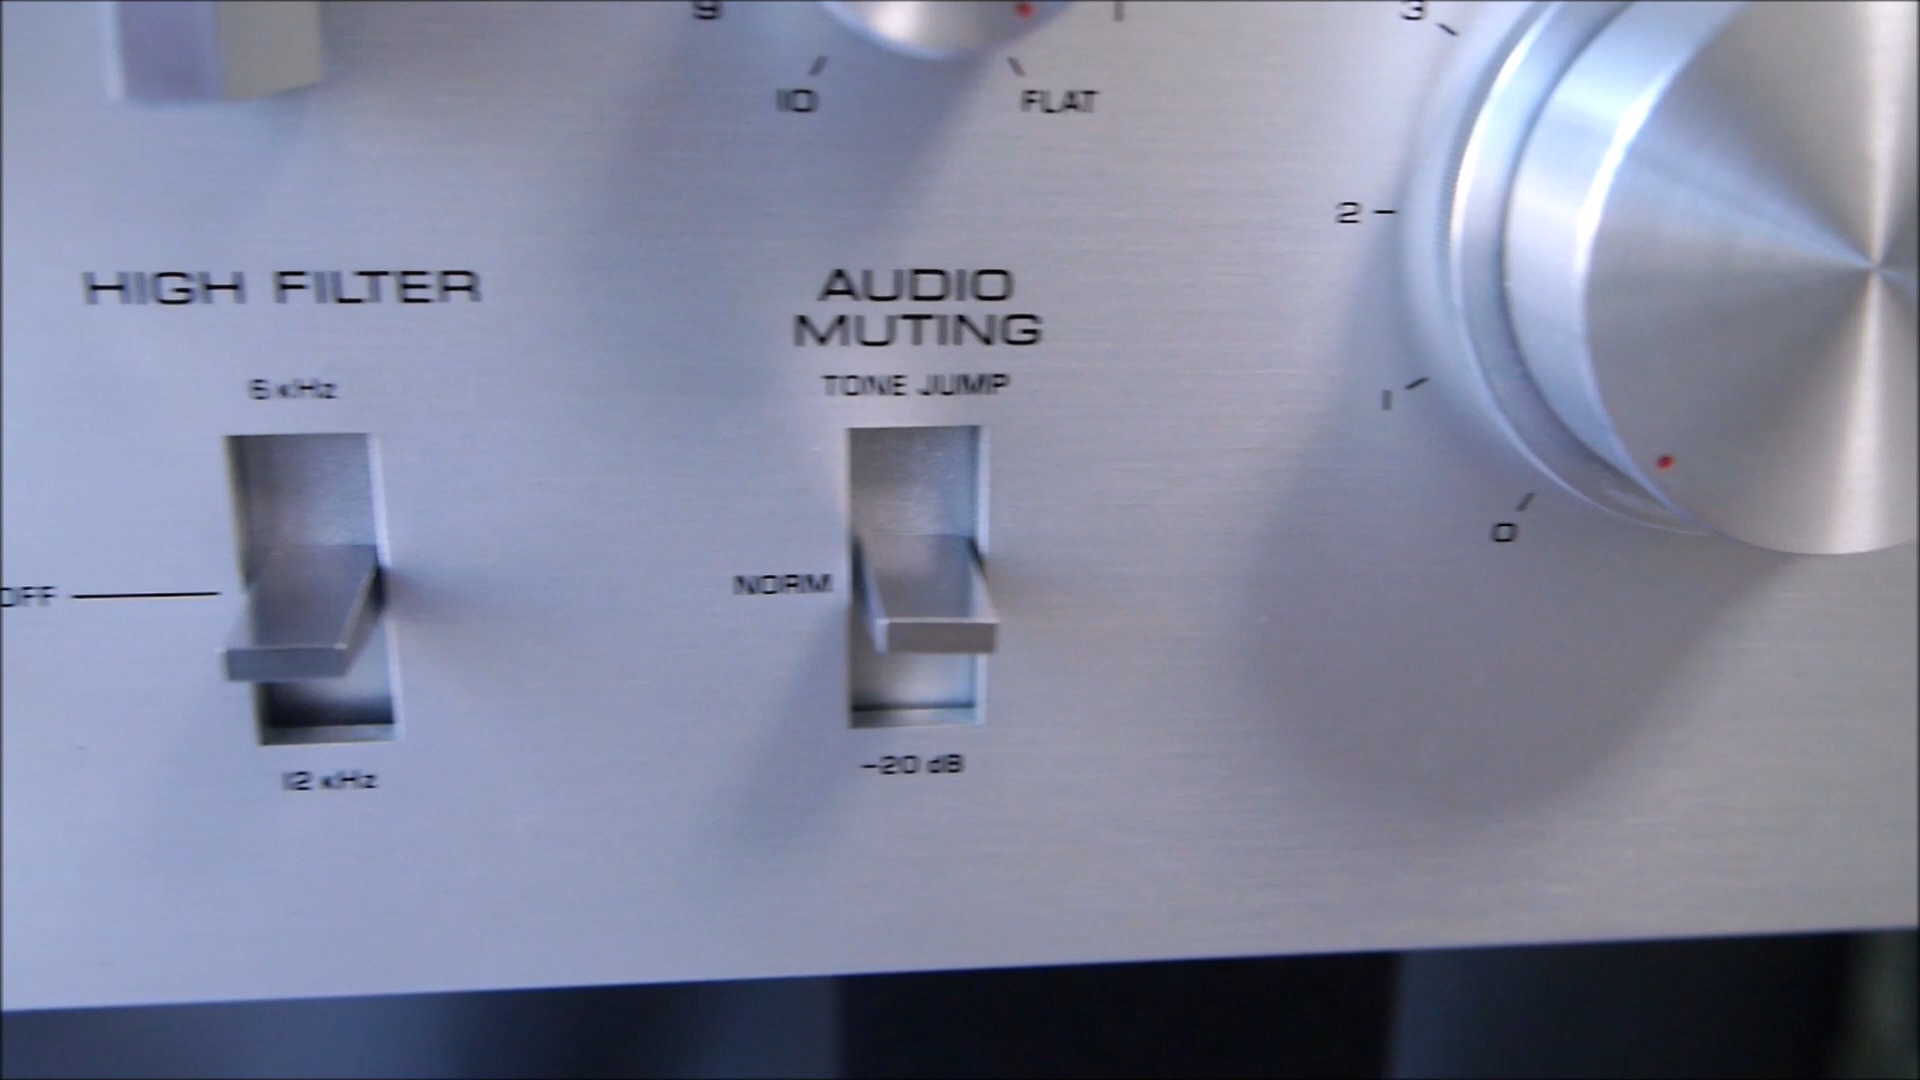 9
3
10
FLAT
2
HIGH FILTER
AUDIO
MUTING
6 kHz
TONE JUMP
1
0
OFF
NORM
-20 dB
12 kHz